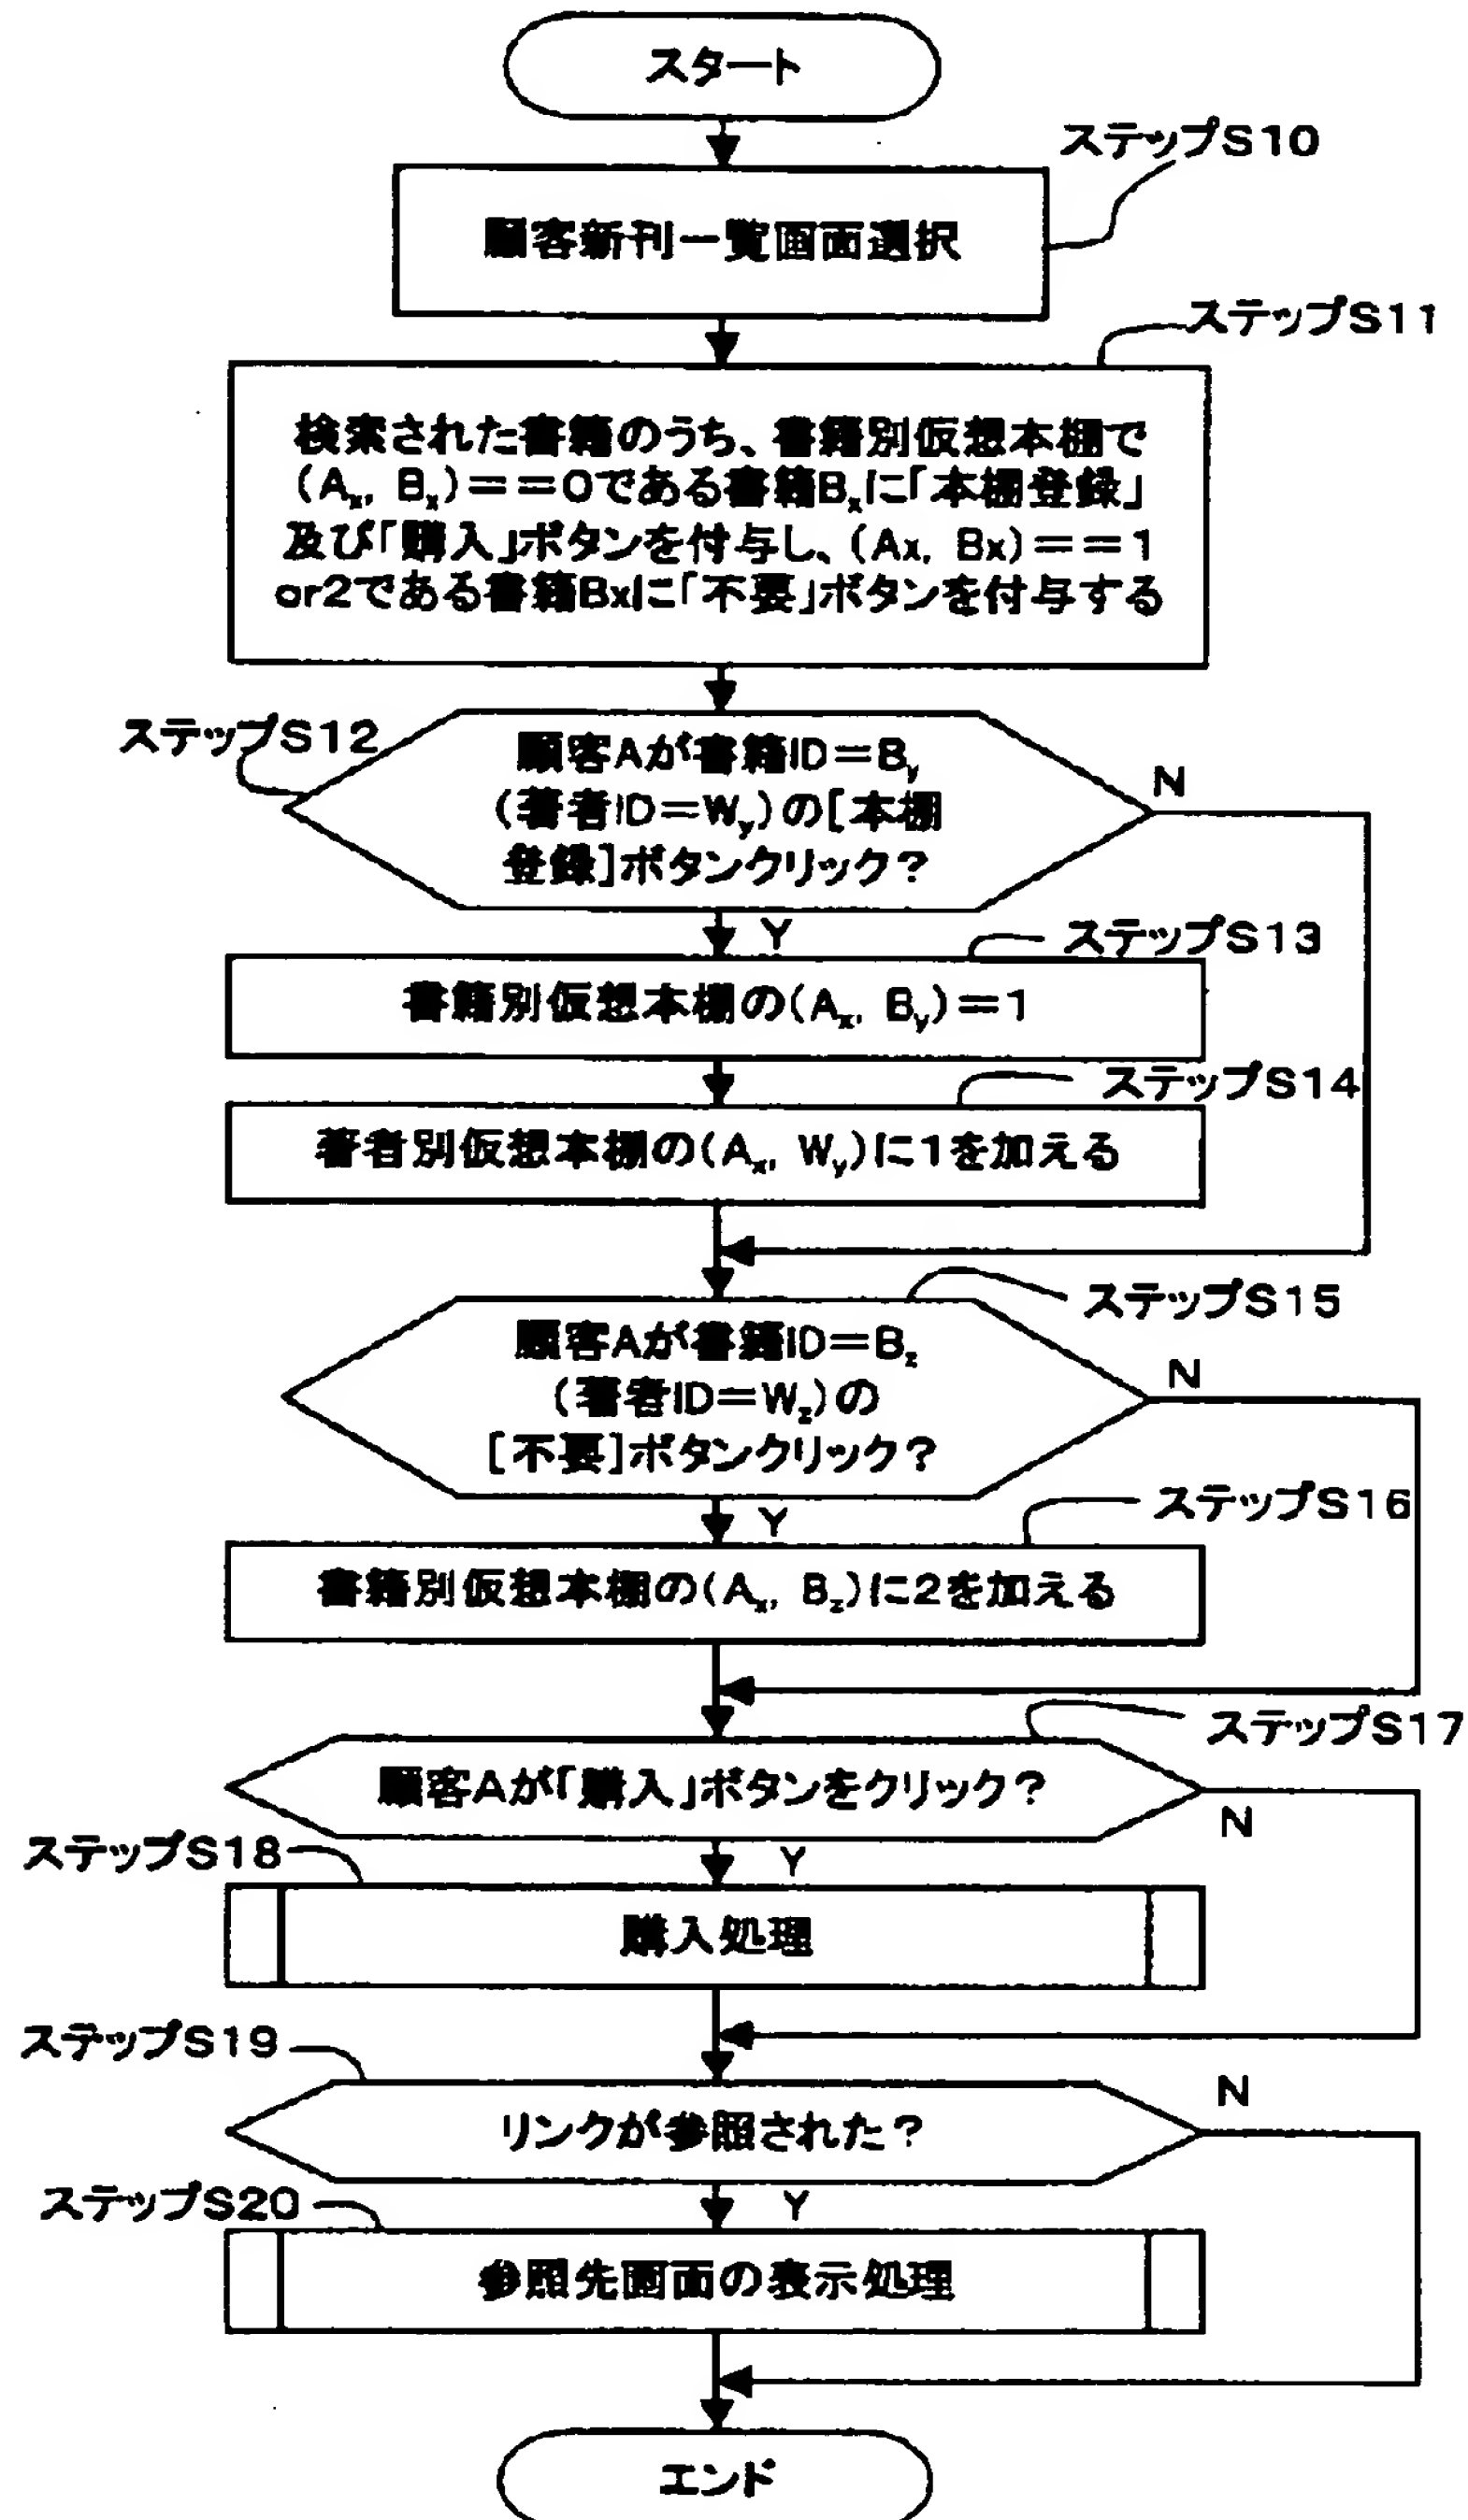 スタート
ステップS10
顧客新刊一覧画面選択
ステップS11
検索された書籍のうち、書籍別仮想本棚で
(Ax, Bx)==0である書籍Bxに「本棚登録」
及び「購入」ボタンを付与し、(Ax, Bx)==1
or2である書籍Bxに「不要」ボタンを付与する
ステップS12
顧客Aが書籍ID=By
(著者ID=Wy)の[本棚
登録]ボタンクリック?
N
Y
ステップS13
書籍別仮想本棚の(Ax, By)=1
ステップS14
著者別仮想本棚の(Ax, Wy)に1を加える
ステップS15
顧客Aが書籍ID=Bz
(著者ID=Wz)の
[不要]ボタンクリック?
N
Y
ステップS16
書籍別仮想本棚の(Ax, Bz)に2を加える
ステップS17
顧客Aが「購入」ボタンをクリック?
N
Y
ステップS18
購入処理
ステップS19
リンクが参照された?
N
Y
ステップS20
参照先画面の表示処理
エンド